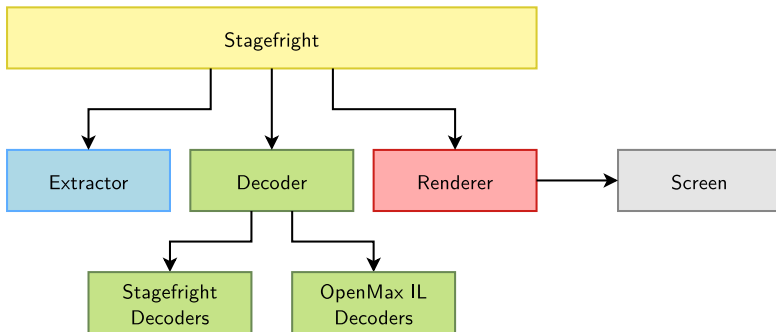 Stagefright
Extractor
Decoder
Renderer
Screen
Stagefright
Decoders
OpenMax IL
Decoders